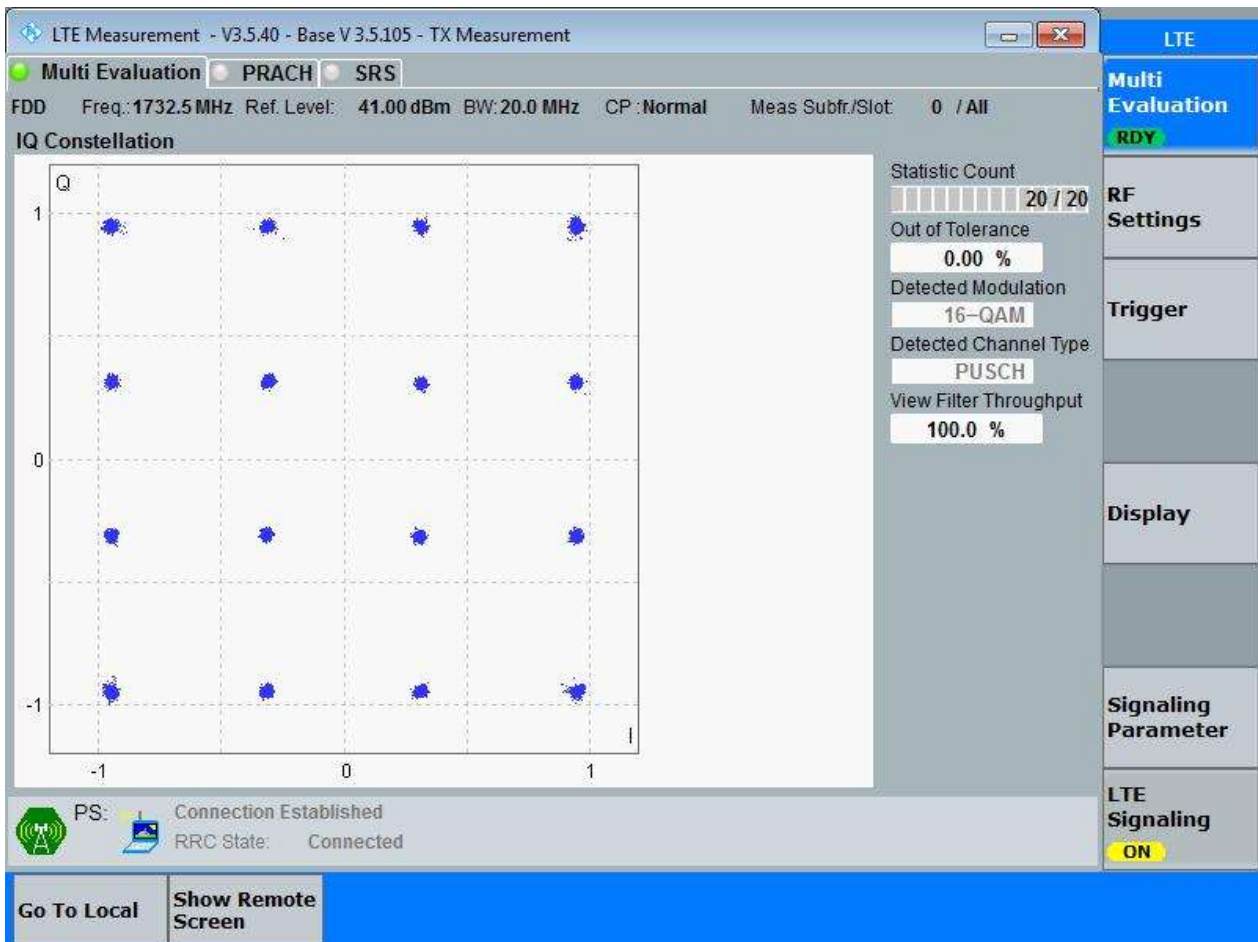 LTE Measurement - V3.5.40 - Base V 3.5.105 - TX Measurement
LTE
Multi Evaluation PRACH SRS
Multi
Evaluation
RDY
FDD Freq.: 1732.5 MHz Ref. Level: 41.00 dBm BW: 20.0 MHz CP : Normal Meas Subfr./Slot: 0 / All
IQ Constellation
Q
1
0
-1
I
-1 0 1
Statistic Count
20 / 20
Out of Tolerance
0.00 %
Detected Modulation
16-QAM
Detected Channel Type
PUSCH
View Filter Throughput
100.0 %
RF
Settings
Trigger
Display
Signaling
Parameter
LTE
Signaling
ON
PS: Connection Established
RRC State: Connected
Go To Local
Show Remote
Screen